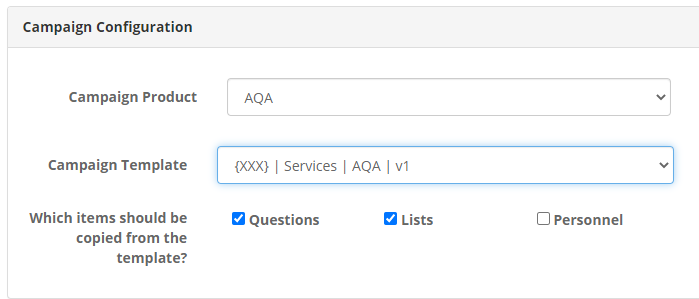 Campaign Configuration
Campaign Product AQA
Campaign Template {XXX} | Services | AQA | v1
Which items should be
copied from the
template?
Questions Lists Personnel